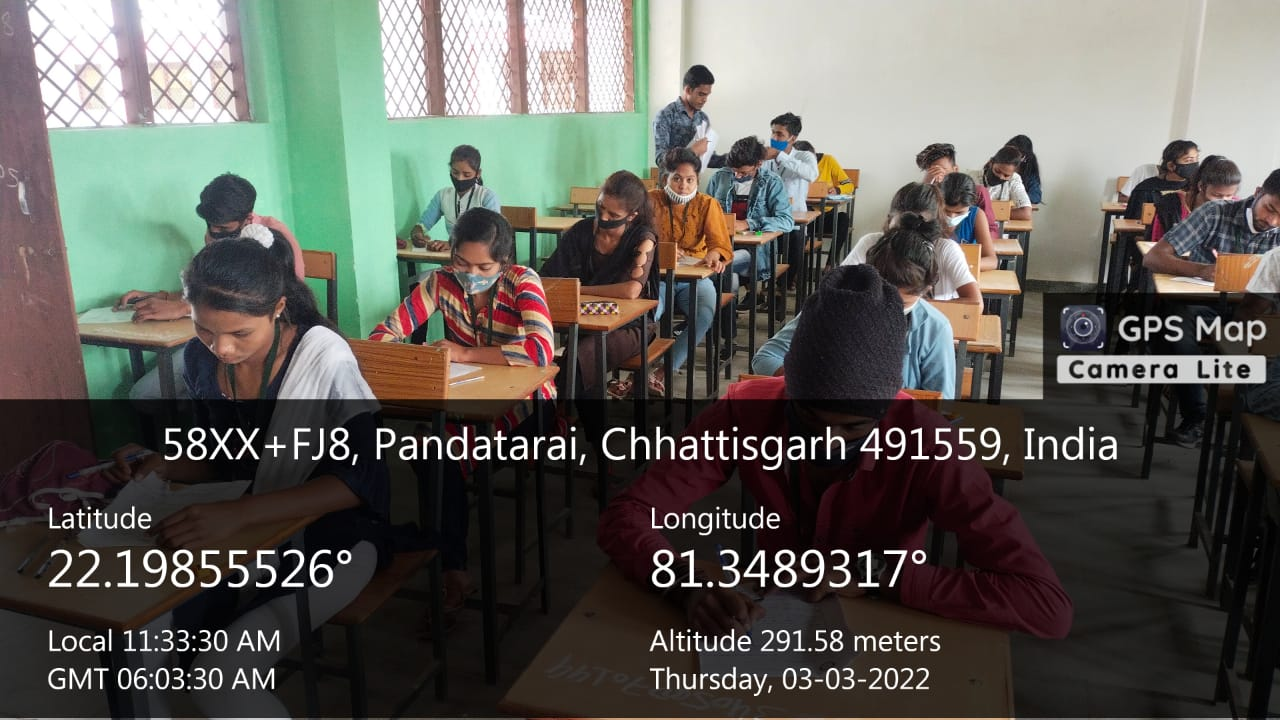 GPS Map
Camera Lite
58XX+FJ8, Pandatarai, Chhattisgarh 491559, India
Latitude
22.19855526°
Longitude
81.3489317°
Local 11:33:30 AM
GMT 06:03:30 AM
Altitude 291.58 meters
Thursday, 03-03-2022